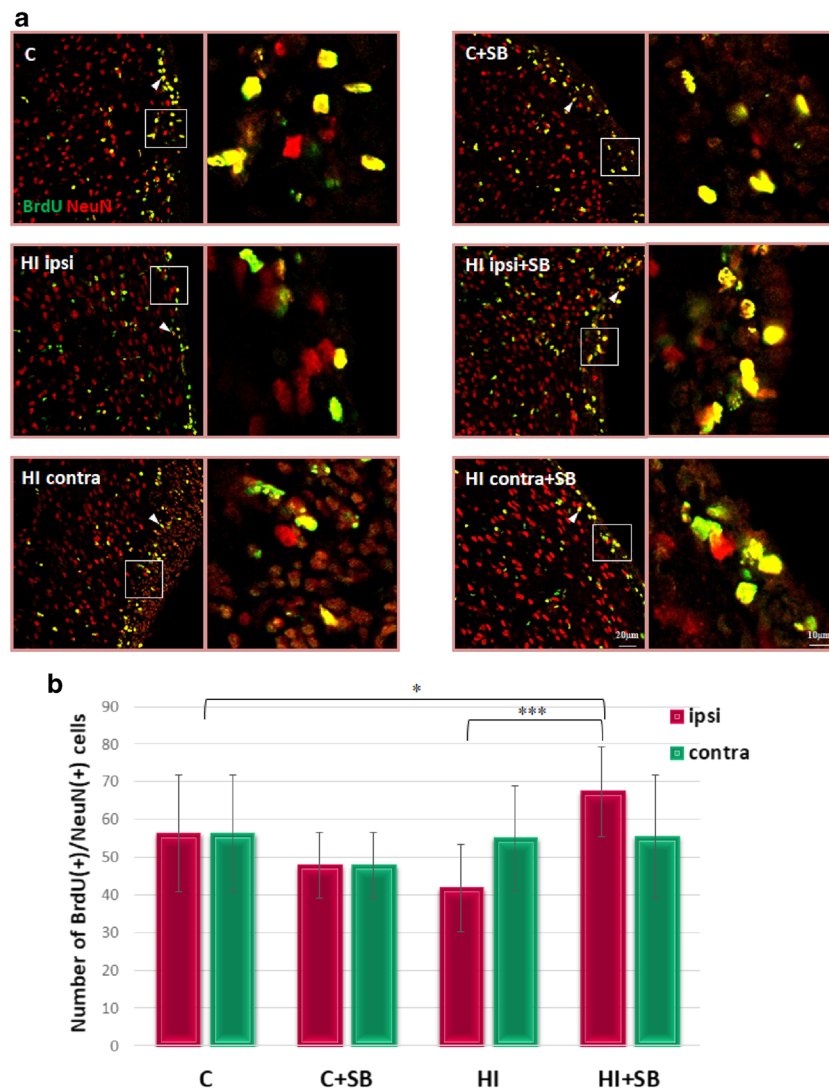 a
C
C+SB
BrdU NeuN
HI ipsi
HI ipsi+SB
HI contra
HI contra+SB
20μm
10μm
b
*
***
ipsi
contra
Number of BrdU(+)/NeuN(+) cells
90
80
70
60
50
40
30
20
10
0
C
C+SB
HI
HI+SB